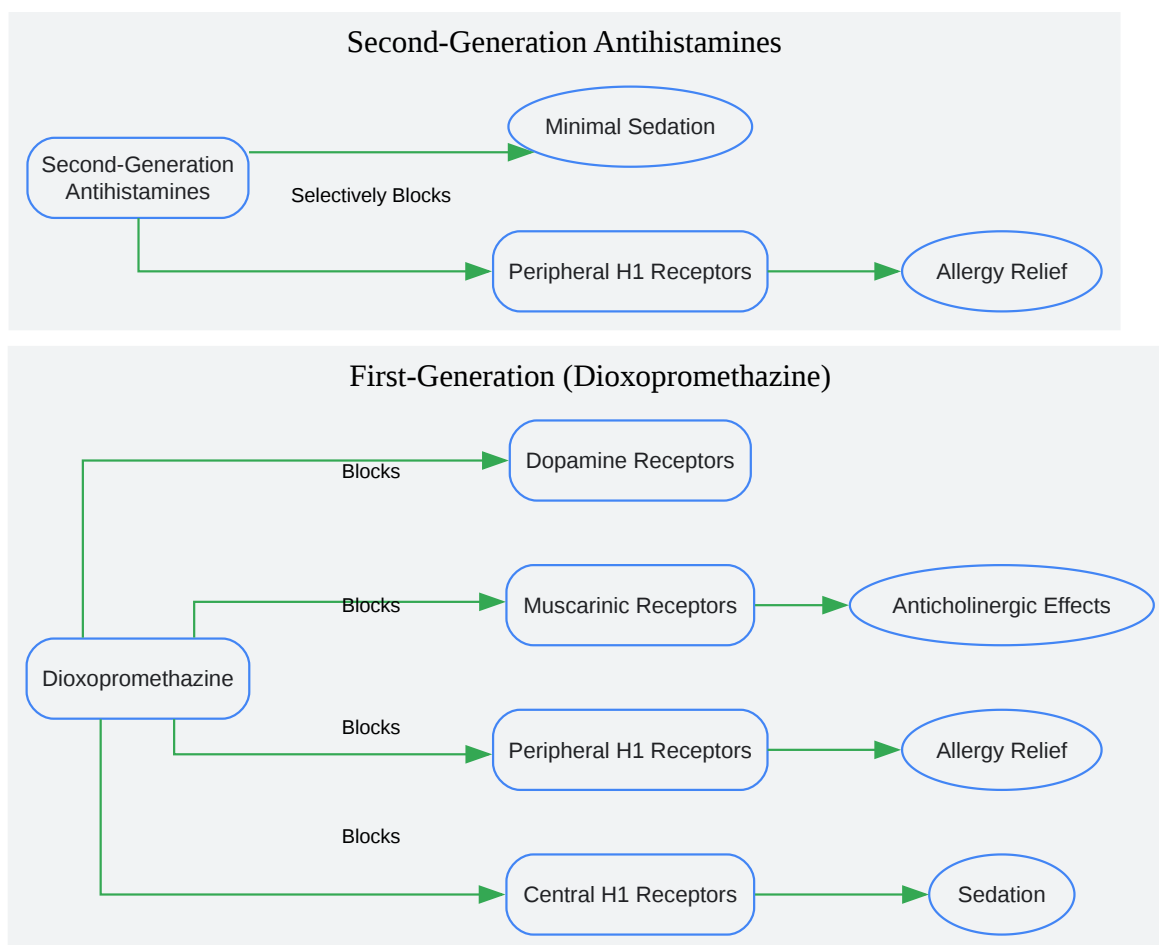 Second-Generation Antihistamines
Minimal Sedation
Second-Generation
Antihistamines
Selectively Blocks
Peripheral H1 Receptors
Allergy Relief
First-Generation (Dioxopromethazine)
Dopamine Receptors
Blocks
Muscarinic Receptors
Blocks
Anticholinergic Effects
Dioxopromethazine
Blocks
Peripheral H1 Receptors
Allergy Relief
Blocks
Central H1 Receptors
Sedation